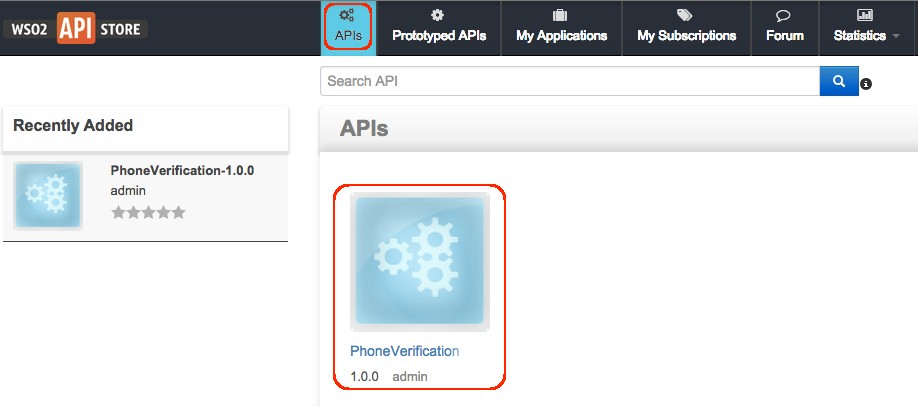 WSO2 API STORE
APIs
Prototyped APIs
My Applications
My Subscriptions
Forum
Statistics
Search API
Recently Added
PhoneVerification-1.0.0
admin
APIs
PhoneVerification
1.0.0 admin